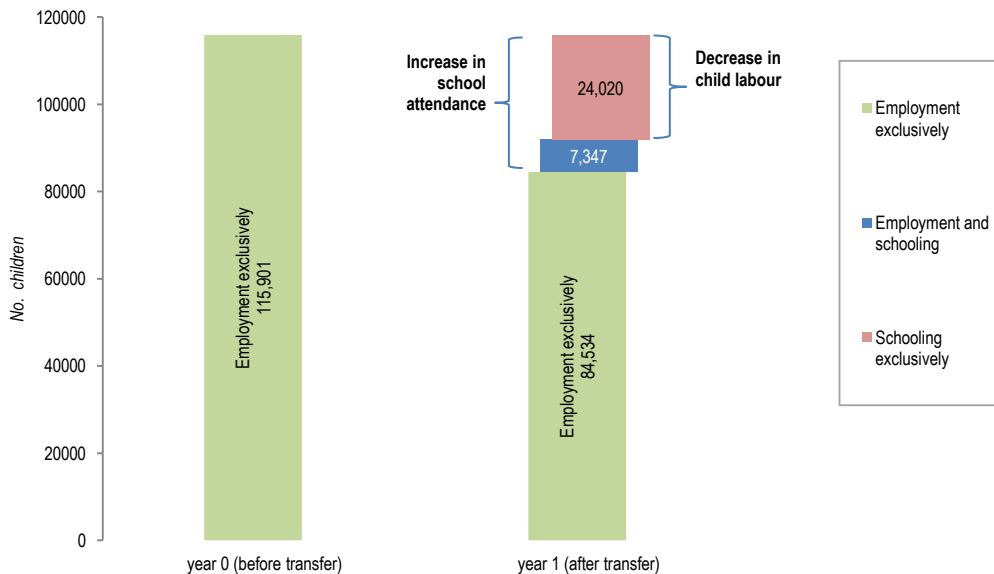 120000
100000
80000
60000
40000
20000
0
No. children
Employment exclusively
115,901
year 0 (before transfer)
Increase in
school
attendance
24,020
7,347
Employment exclusively
84,534
Decrease in
child labour
year 1 (after transfer)
Employment
exclusively
Employment and
schooling
Schooling
exclusively